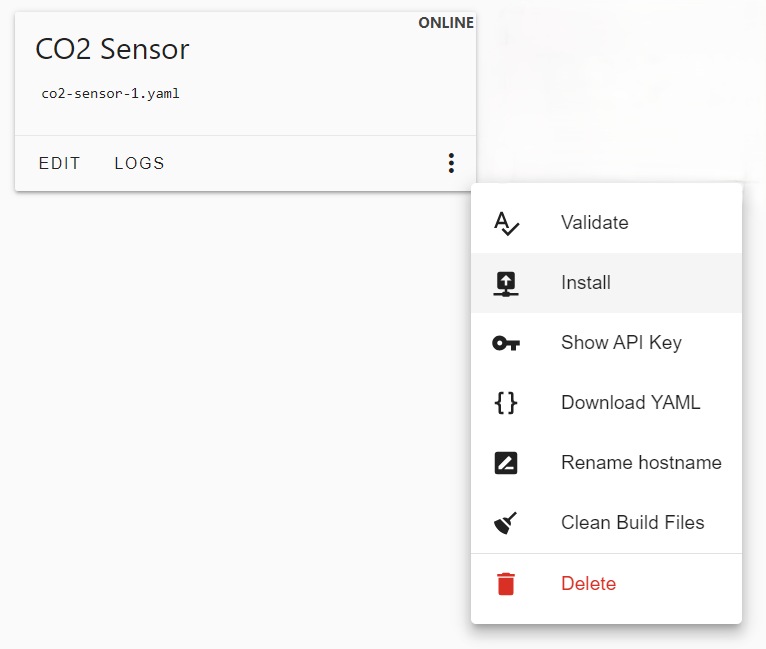 ONLINE
CO2 Sensor
co2-sensor-1.yaml
EDIT LOGS
Validate
Install
Show API Key
Download YAML
Rename hostname
Clean Build Files
Delete